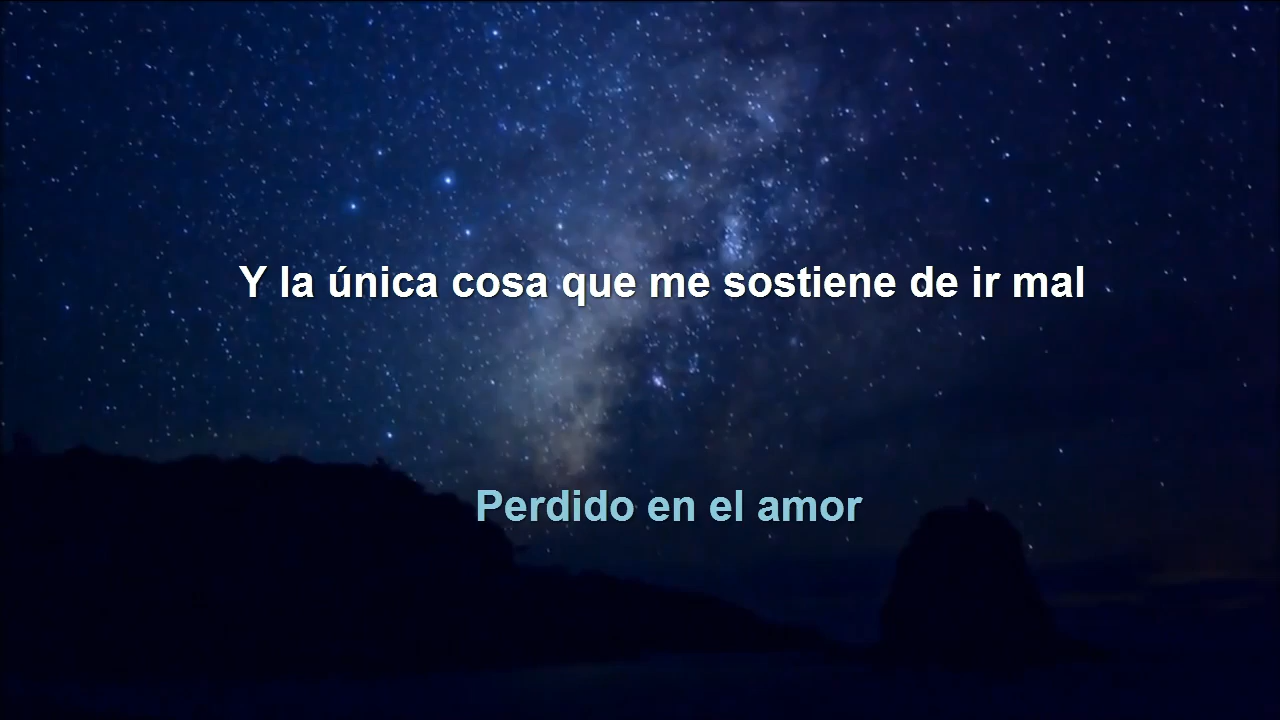 Y la única cosa que me sostiene de ir mal
Perdido en el amor